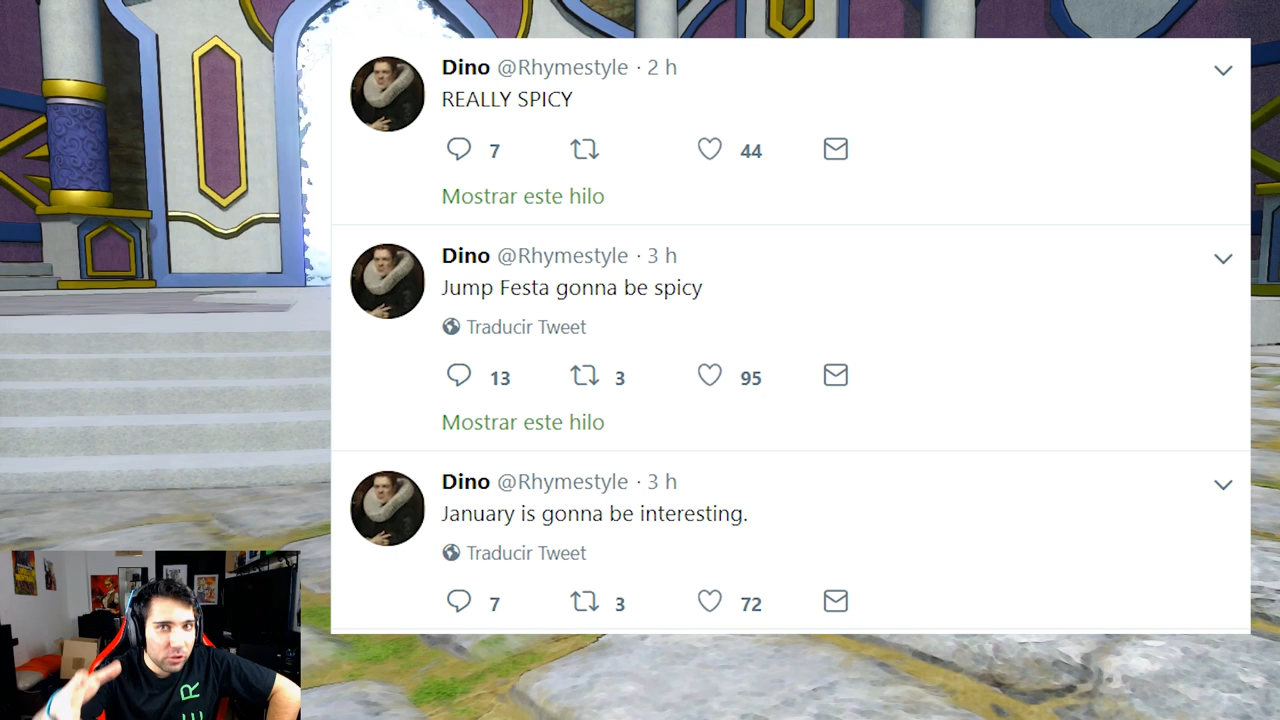 Dino @Rhymestyle · 2 h
REALLY SPICY
7 44
Mostrar este hilo
Dino @Rhymestyle · 3 h
Jump Festa gonna be spicy
Traducir Tweet
13 3 95
Mostrar este hilo
Dino @Rhymestyle · 3 h
January is gonna be interesting.
Traducir Tweet
7 3 72